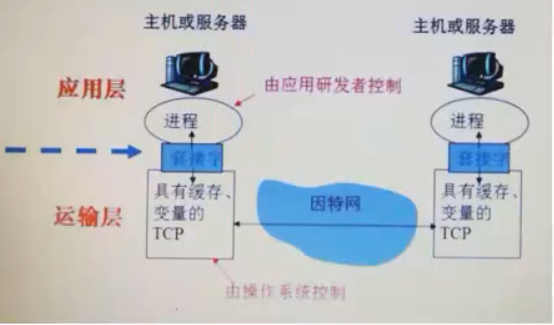 主机或服务器
主机或服务器
应用层
由应用研发者控制
进程
进程
套接字
套接字
运输层
具有缓存、
变量的
TCP
因特网
具有缓存、
变量的
TCP
由操作系统控制